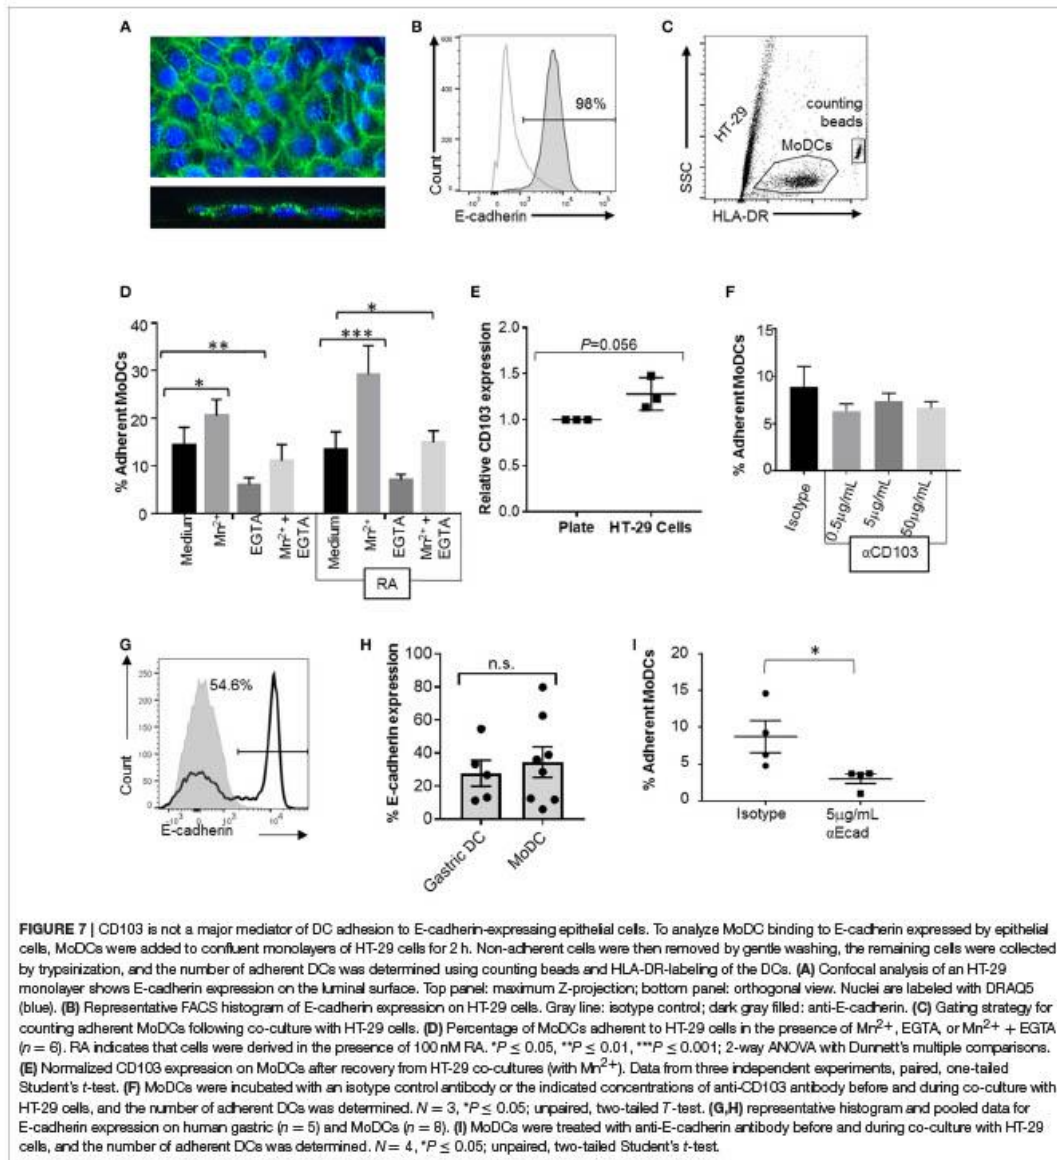 A
B
600
400
200
0
Count
98%
-10³ 0 10³ 10⁴ 10⁵
E-cadherin
C
SSC
HT-29
MoDCs
counting
beads
HLA-DR
D
% Adherent MoDCs
40
30
20
10
0
*
**
***
*
Medium
Mn²⁺
EGTA
Mn²⁺ +
EGTA
Medium
Mn²⁺
EGTA
Mn²⁺ +
EGTA
RA
E
Relative CD103 expression
2.0
1.5
1.0
0.5
0.0
P=0.056
Plate HT-29 Cells
F
% Adherent MoDCs
15
10
5
0
Isotype
0.5µg/mL
5µg/mL
50µg/mL
αCD103
G
Count
250
200
150
100
50
0
54.6%
-10³ 0 10³ 10⁴
E-cadherin
H
% E-cadherin expression
100
80
60
40
20
0
n.s.
Gastric DC
MoDC
I
% Adherent MoDCs
20
15
10
5
0
*
Isotype
5µg/mL
αEcad
FIGURE 7 | CD103 is not a major mediator of DC adhesion to E-cadherin-expressing epithelial cells. To analyze MoDC binding to E-cadherin expressed by epithelial
cells, MoDCs were added to confluent monolayers of HT-29 cells for 2 h. Non-adherent cells were then removed by gentle washing, the remaining cells were collected
by trypsinization, and the number of adherent DCs was determined using counting beads and HLA-DR-labeling of the DCs. (A) Confocal analysis of an HT-29
monolayer shows E-cadherin expression on the luminal surface. Top panel: maximum Z-projection; bottom panel: orthogonal view. Nuclei are labeled with DRAQ5
(blue). (B) Representative FACS histogram of E-cadherin expression on HT-29 cells. Gray line: isotype control; dark gray filled: anti-E-cadherin. (C) Gating strategy for
counting adherent MoDCs following co-culture with HT-29 cells. (D) Percentage of MoDCs adherent to HT-29 cells in the presence of Mn²⁺, EGTA, or Mn²⁺ + EGTA
(n = 6). RA indicates that cells were derived in the presence of 100 nM RA. *P ≤ 0.05, **P ≤ 0.01, ***P ≤ 0.001; 2-way ANOVA with Dunnett's multiple comparisons.
(E) Normalized CD103 expression on MoDCs after recovery from HT-29 co-cultures (with Mn²⁺). Data from three independent experiments, paired, one-tailed
Student's t-test. (F) MoDCs were incubated with an isotype control antibody or the indicated concentrations of anti-CD103 antibody before and during co-culture with
HT-29 cells, and the number of adherent DCs was determined. N = 3, *P ≤ 0.05; unpaired, two-tailed T-test. (G,H) representative histogram and pooled data for
E-cadherin expression on human gastric (n = 5) and MoDCs (n = 8). (I) MoDCs were treated with anti-E-cadherin antibody before and during co-culture with HT-29
cells, and the number of adherent DCs was determined. N = 4, *P ≤ 0.05; unpaired, two-tailed Student's t-test.